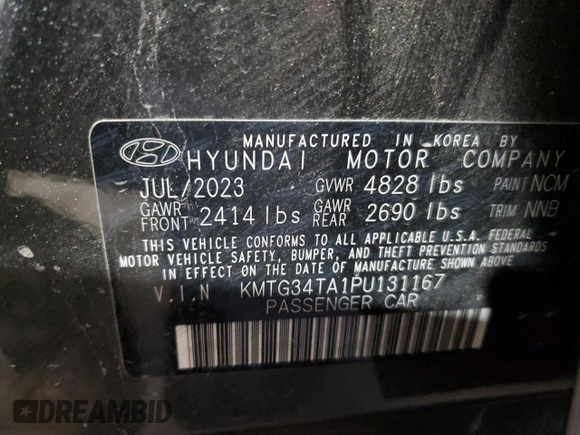 MANUFACTURED IN KOREA BY
HYUNDAI MOTOR COMPANY
JUL/2023 GVWR 4828 lbs PAINT NCM
GAWR FRONT 2414 lbs GAWR REAR 2690 lbs TRIM NNB
THIS VEHICLE CONFORMS TO ALL APPLICABLE U.S.A. FEDERAL
MOTOR VEHICLE SAFETY, BUMPER, AND THEFT PREVENTION STANDARDS
IN EFFECT ON THE DATE OF MANUFACTURE SHOWN ABOVE
V.I.N KMTG34TA1PU131167
PASSENGER CAR
DREAMBID